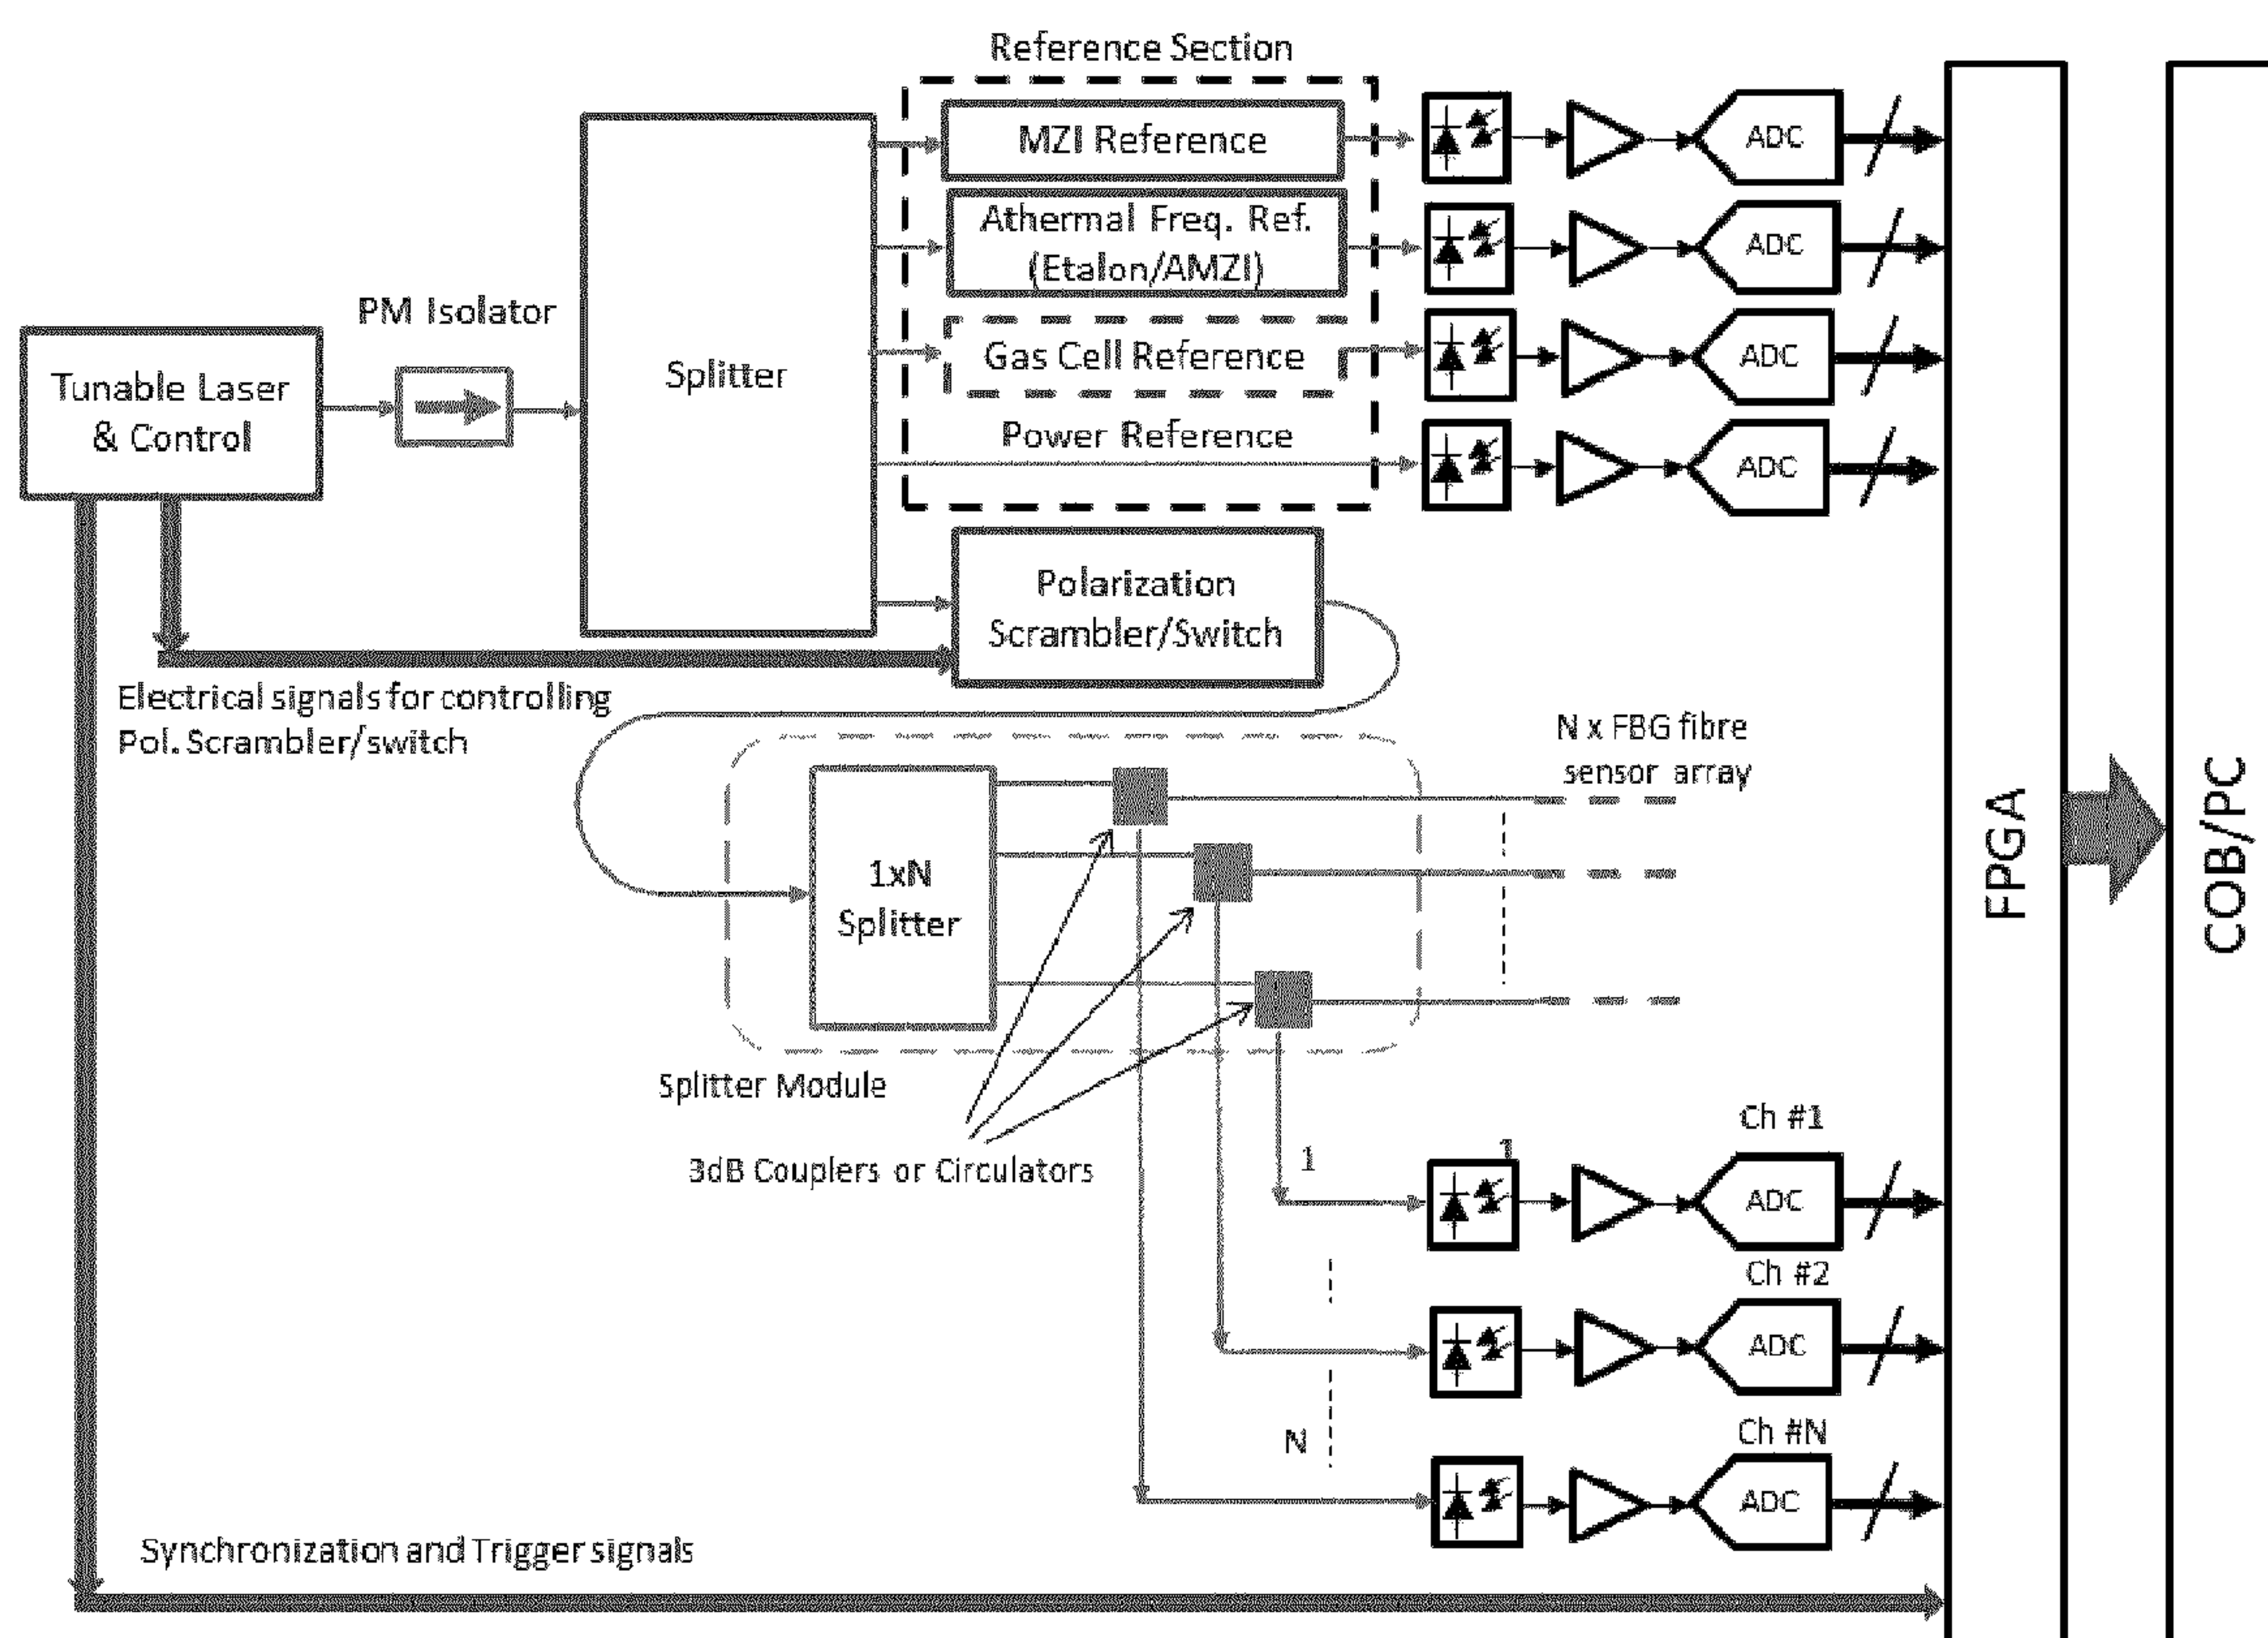 Reference Section
MZI Reference
ADC
Athermal Freq. Ref.
(Etalon/AMZI)
ADC
PM Isolator
Gas Cell Reference
ADC
Tunable Laser
& Control
Splitter
Power Reference
ADC
Polarization
Scrambler/Switch
Electrical signals for controlling
Pol. Scrambler/switch
N x FBG fibre
sensor array
1xN
Splitter
FPGA
COB/PC
Splitter Module
3dB Couplers or Circulators
1
1
Ch #1
ADC
Ch #2
ADC
N
Ch #N
ADC
Synchronization and Trigger signals